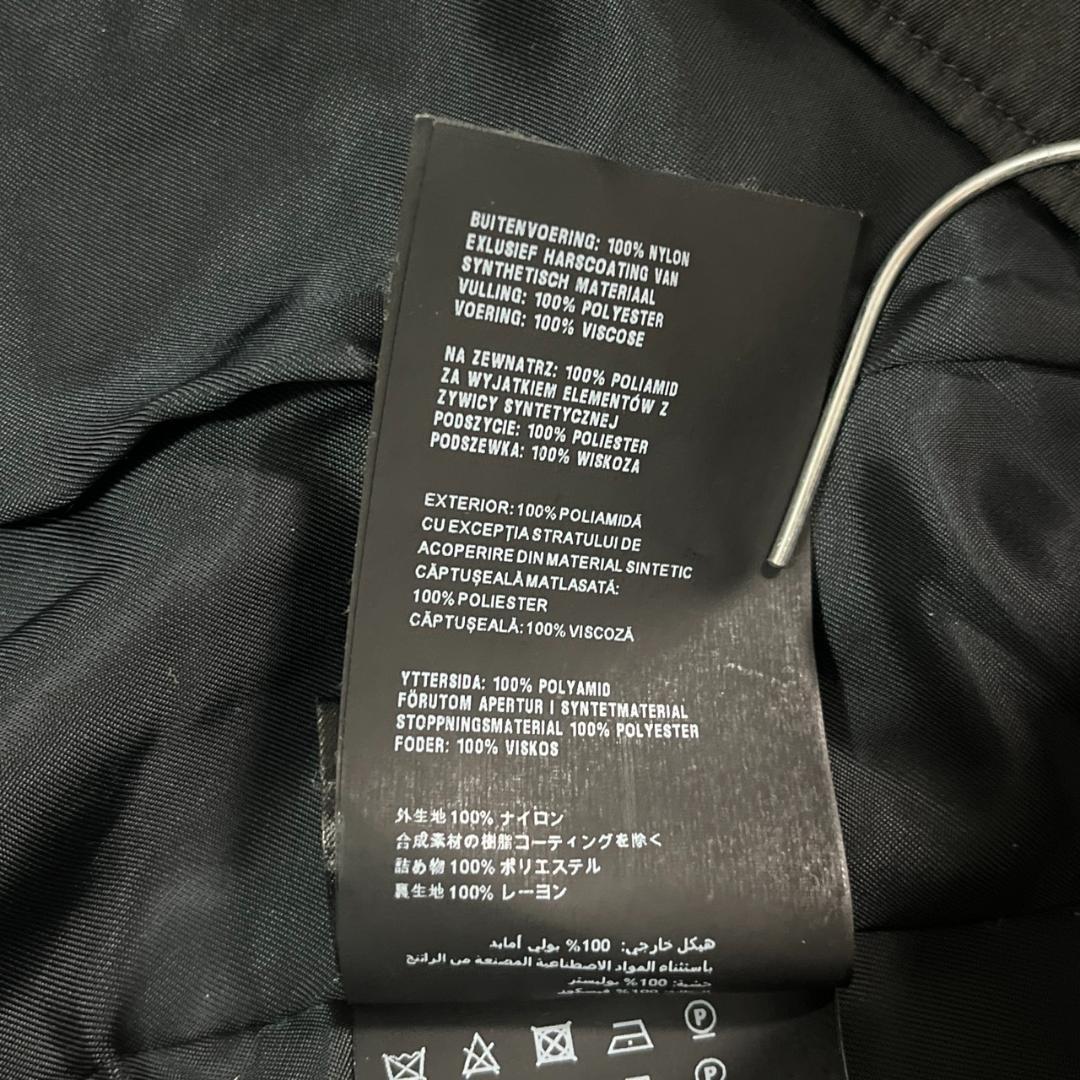 BUITENVOERING: 100% NYLON
EXLUSIEF HARSCOATING VAN
SYNTHETISCH MATERIAAL
VULLING: 100% POLYESTER
VOERING: 100% VISCOSE
NA ZEWNATRZ: 100% POLIAMID
ZA WYJATKIEM ELEMENTÓW Z
ZYWICY SYNTETYCZNEJ
PODSZYCIE: 100% POLIESTER
PODSZEWKA: 100% WISKOZA
EXTERIOR: 100% POLIAMIDĂ
CU EXCEPȚIA STRATULUI DE
ACOPERIRE DIN MATERIAL SINTETIC
CĂPTUȘEALĂ MATLASATĂ:
100% POLIESTER
CĂPTUȘEALĂ: 100% VISCOZĂ
YTTERSIDA: 100% POLYAMID
FÖRUTOM APERTUR I SYNTETMATERIAL
STOPPNINGSMATERIAL 100% POLYESTER
FODER: 100% VISKOS
外生地 100% ナイロン
合成素材の樹脂コーティングを除く
詰め物 100% ポリエステル
裏生地 100% レーヨン
هيكل خارجي: 100% بولي أمايد
باستثناء المواد الاصطناعية المصنعة من الراتنج
حشية: 100% بوليستر
100% فيسكوز
P
P